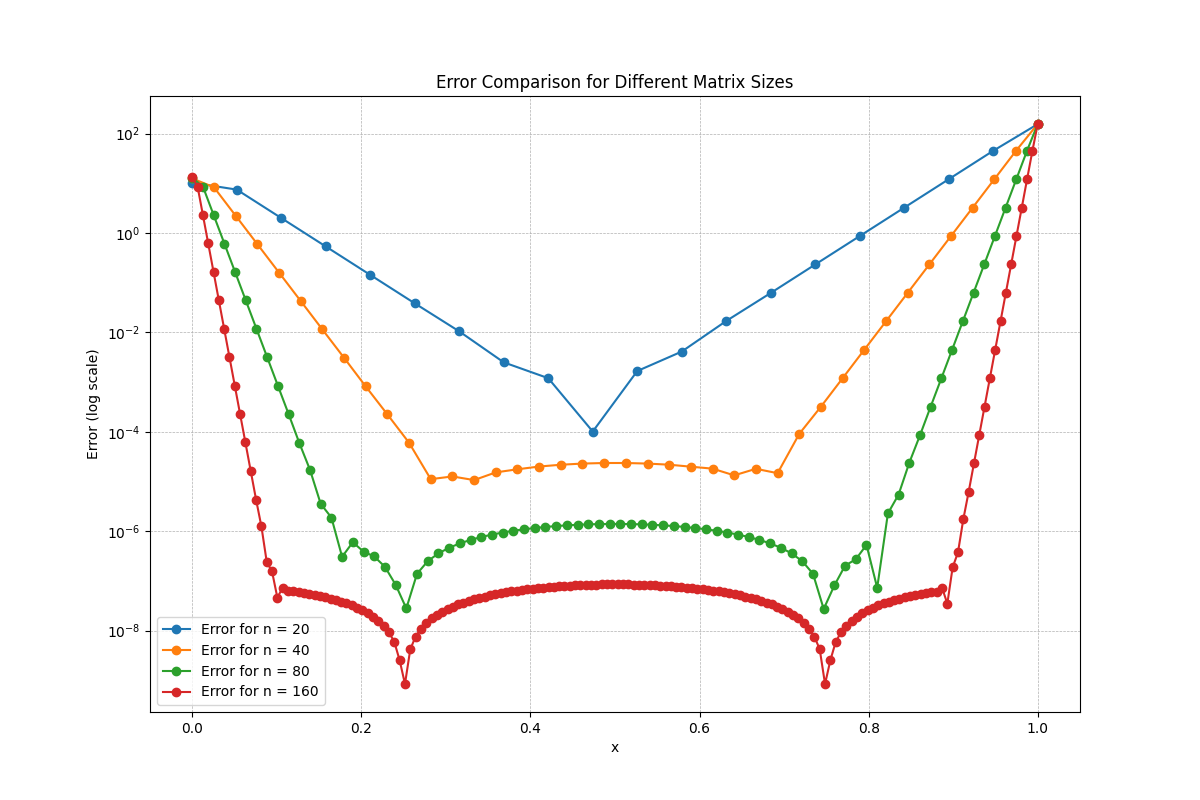 Error Comparison for Different Matrix Sizes
Error (log scale)
10²
10⁰
10⁻²
10⁻⁴
10⁻⁶
10⁻⁸
Error for n = 20
Error for n = 40
Error for n = 80
Error for n = 160
0.0 0.2 0.4 0.6 0.8 1.0
x